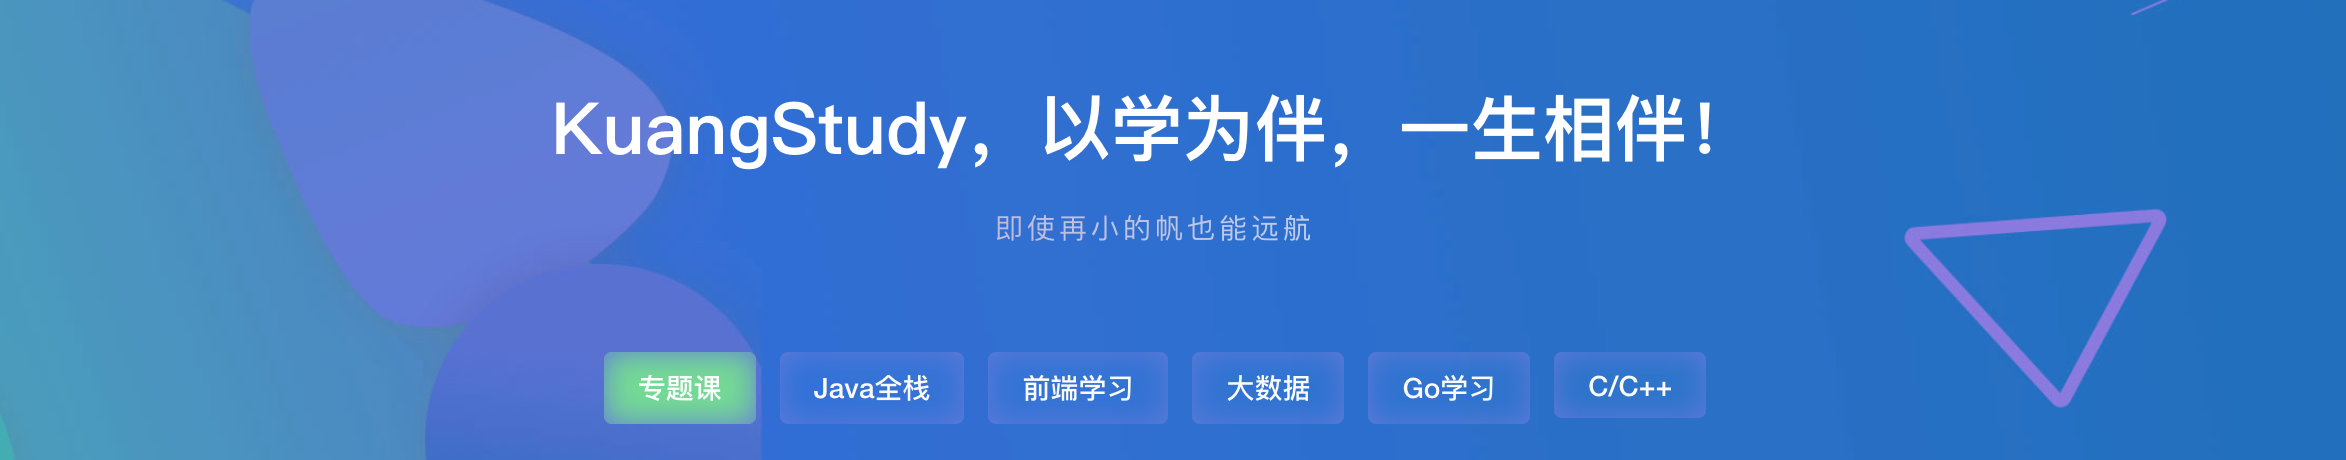 KuangStudy，以学为伴，一生相伴！
即使再小的帆也能远航
专题课 Java全栈 前端学习 大数据 Go学习 C/C++